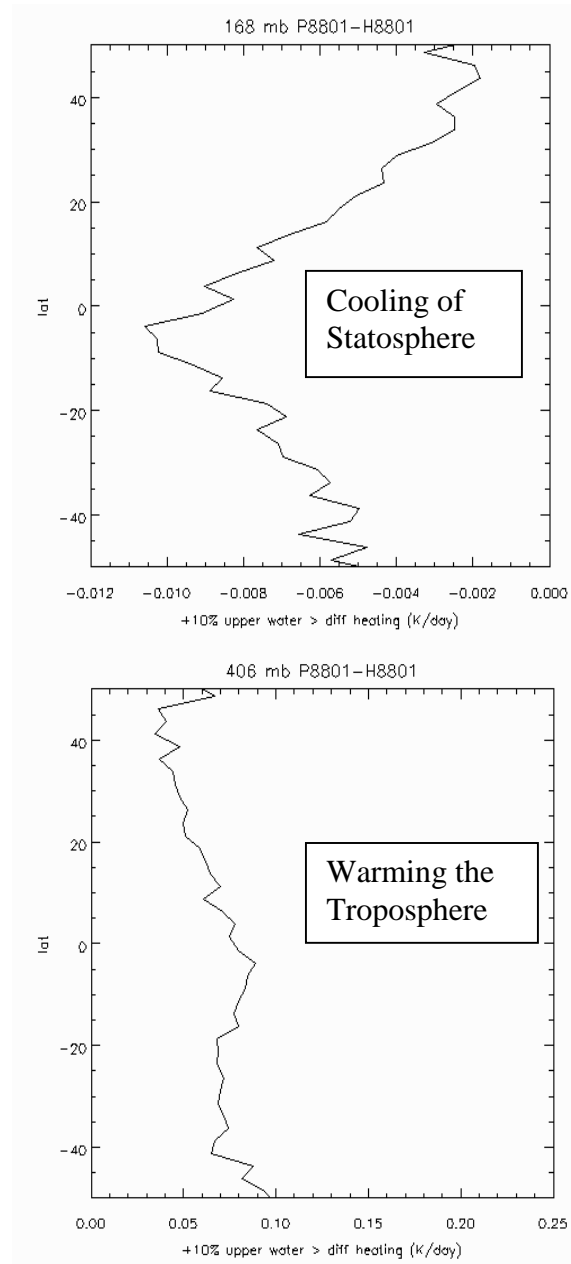 168 mb P8801-H8801
lat
40
20
0
-20
-40
Cooling of
Statosphere
-0.012 -0.010 -0.008 -0.006 -0.004 -0.002 0.000
+10% upper water > diff heating (K/day)
406 mb P8801-H8801
lat
40
20
0
-20
-40
Warming the
Troposphere
0.00 0.05 0.10 0.15 0.20 0.25
+10% upper water > diff heating (K/day)